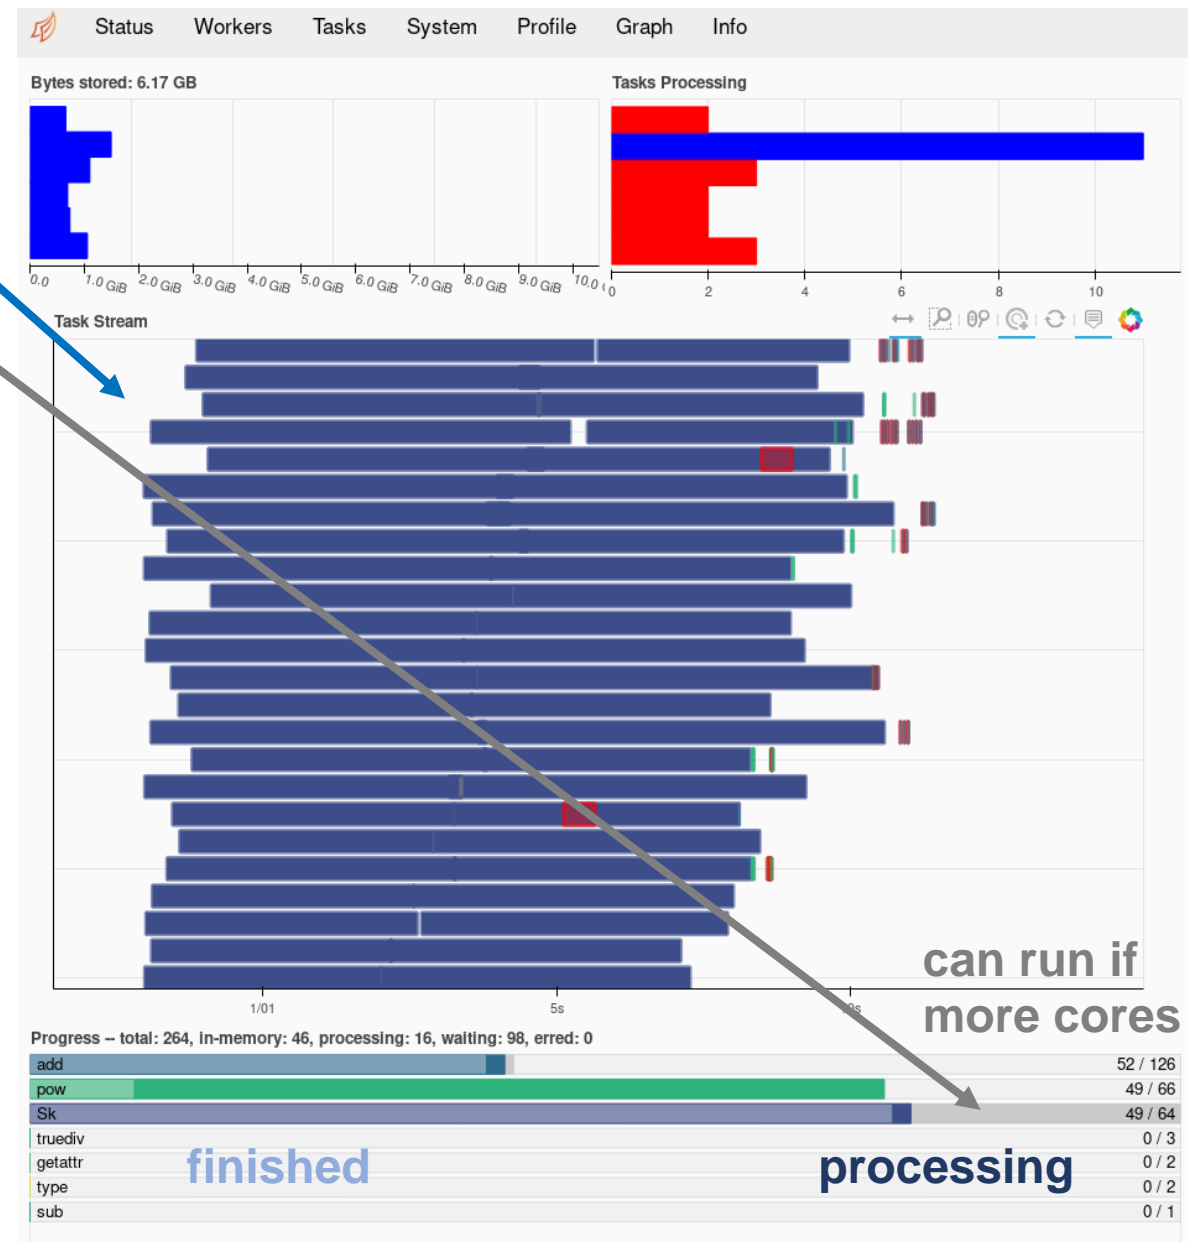 Status Workers Tasks System Profile Graph Info
Bytes stored: 6.17 GB
Tasks Processing
0.0 1.0 GiB 2.0 GiB 3.0 GiB 4.0 GiB 5.0 GiB 6.0 GiB 7.0 GiB 8.0 GiB 9.0 GiB 10.0
0 2 4 6 8 10
Task Stream
can run if
more cores
1/01 5s
Progress -- total: 264, in-memory: 46, processing: 16, waiting: 98, erred: 0
add 52 / 126
pow 49 / 66
Sk 49 / 64
truediv 0 / 3
getattr 0 / 2
finished processing
type 0 / 2
sub 0 / 1